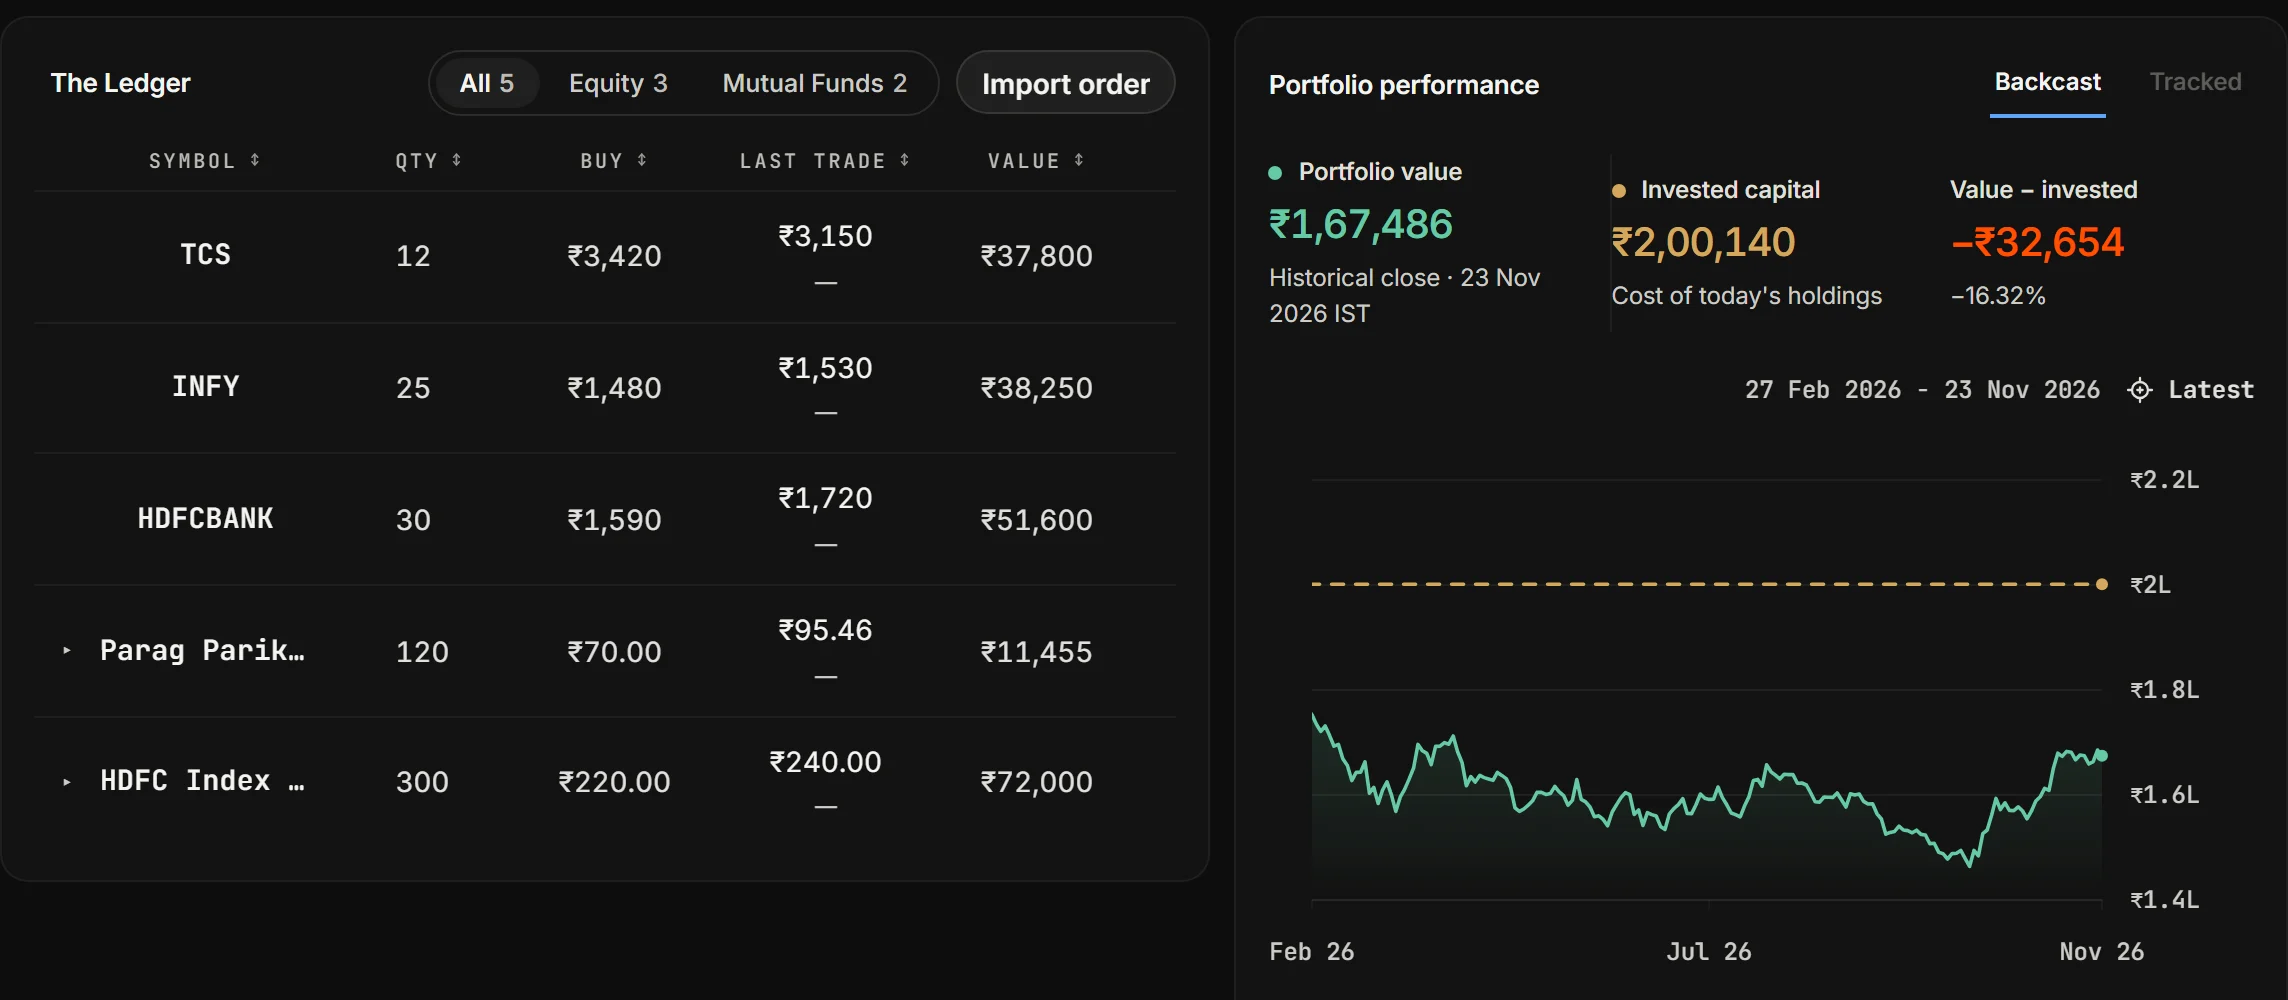 The Ledger
All 5
Equity 3
Mutual Funds 2
Import order
SYMBOL ↕ QTY ↕ BUY ↕ LAST TRADE ↕ VALUE ↕
TCS 12 ₹3,420 ₹3,150 ₹37,800
—
INFY 25 ₹1,480 ₹1,530 ₹38,250
—
HDFCBANK 30 ₹1,590 ₹1,720 ₹51,600
—
▸ Parag Parik… 120 ₹70.00 ₹95.46 ₹11,455
—
▸ HDFC Index … 300 ₹220.00 ₹240.00 ₹72,000
—
Portfolio performance
Backcast
Tracked
Portfolio value
₹1,67,486
Historical close · 23 Nov
2026 IST
Invested capital
₹2,00,140
Cost of today's holdings
Value – invested
−₹32,654
−16.32%
27 Feb 2026 - 23 Nov 2026
Latest
₹2.2L
₹2L
₹1.8L
₹1.6L
₹1.4L
Feb 26 Jul 26 Nov 26